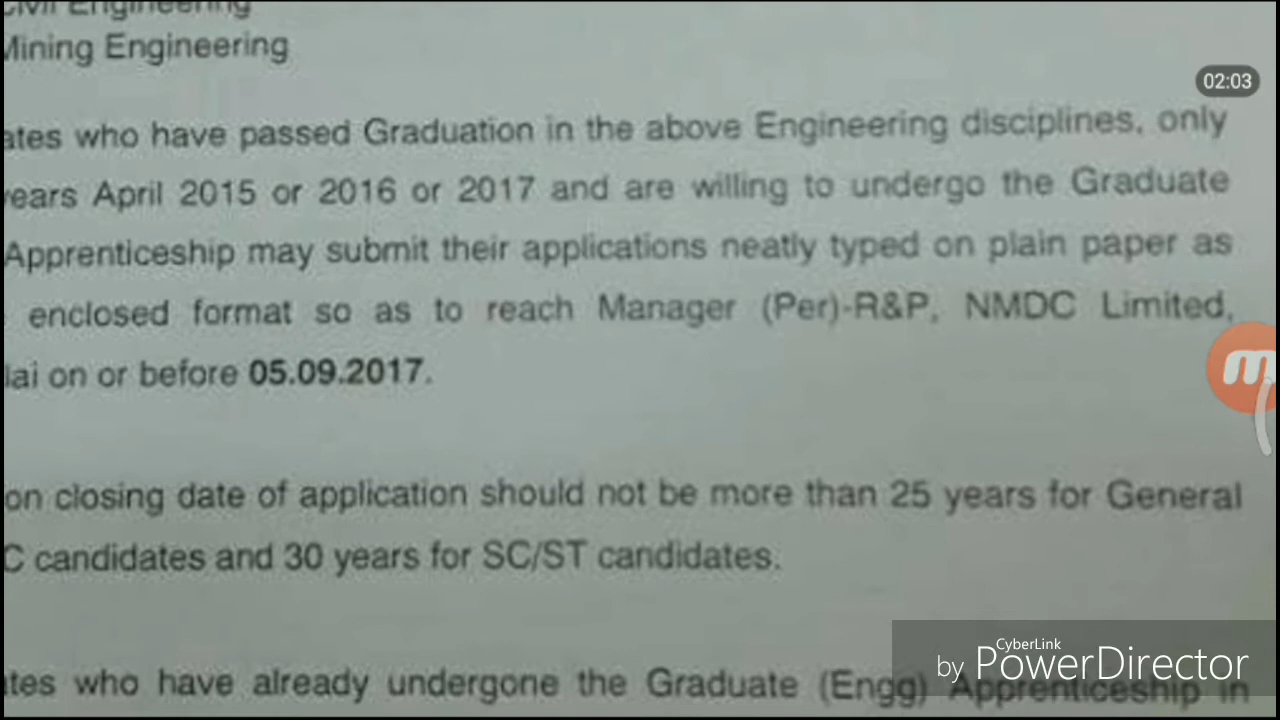 Civil Engineering
Mining Engineering
02:03
ates who have passed Graduation in the above Engineering disciplines, only
ears April 2015 or 2016 or 2017 and are willing to undergo the Graduate
Apprenticeship may submit their applications neatly typed on plain paper as
enclosed format so as to reach Manager (Per)-R&P, NMDC Limited,
lai on or before 05.09.2017.
on closing date of application should not be more than 25 years for General
C candidates and 30 years for SC/ST candidates.
ates who have already undergone the Graduate (Engg) Apprenticeship in
CyberLink
by PowerDirector